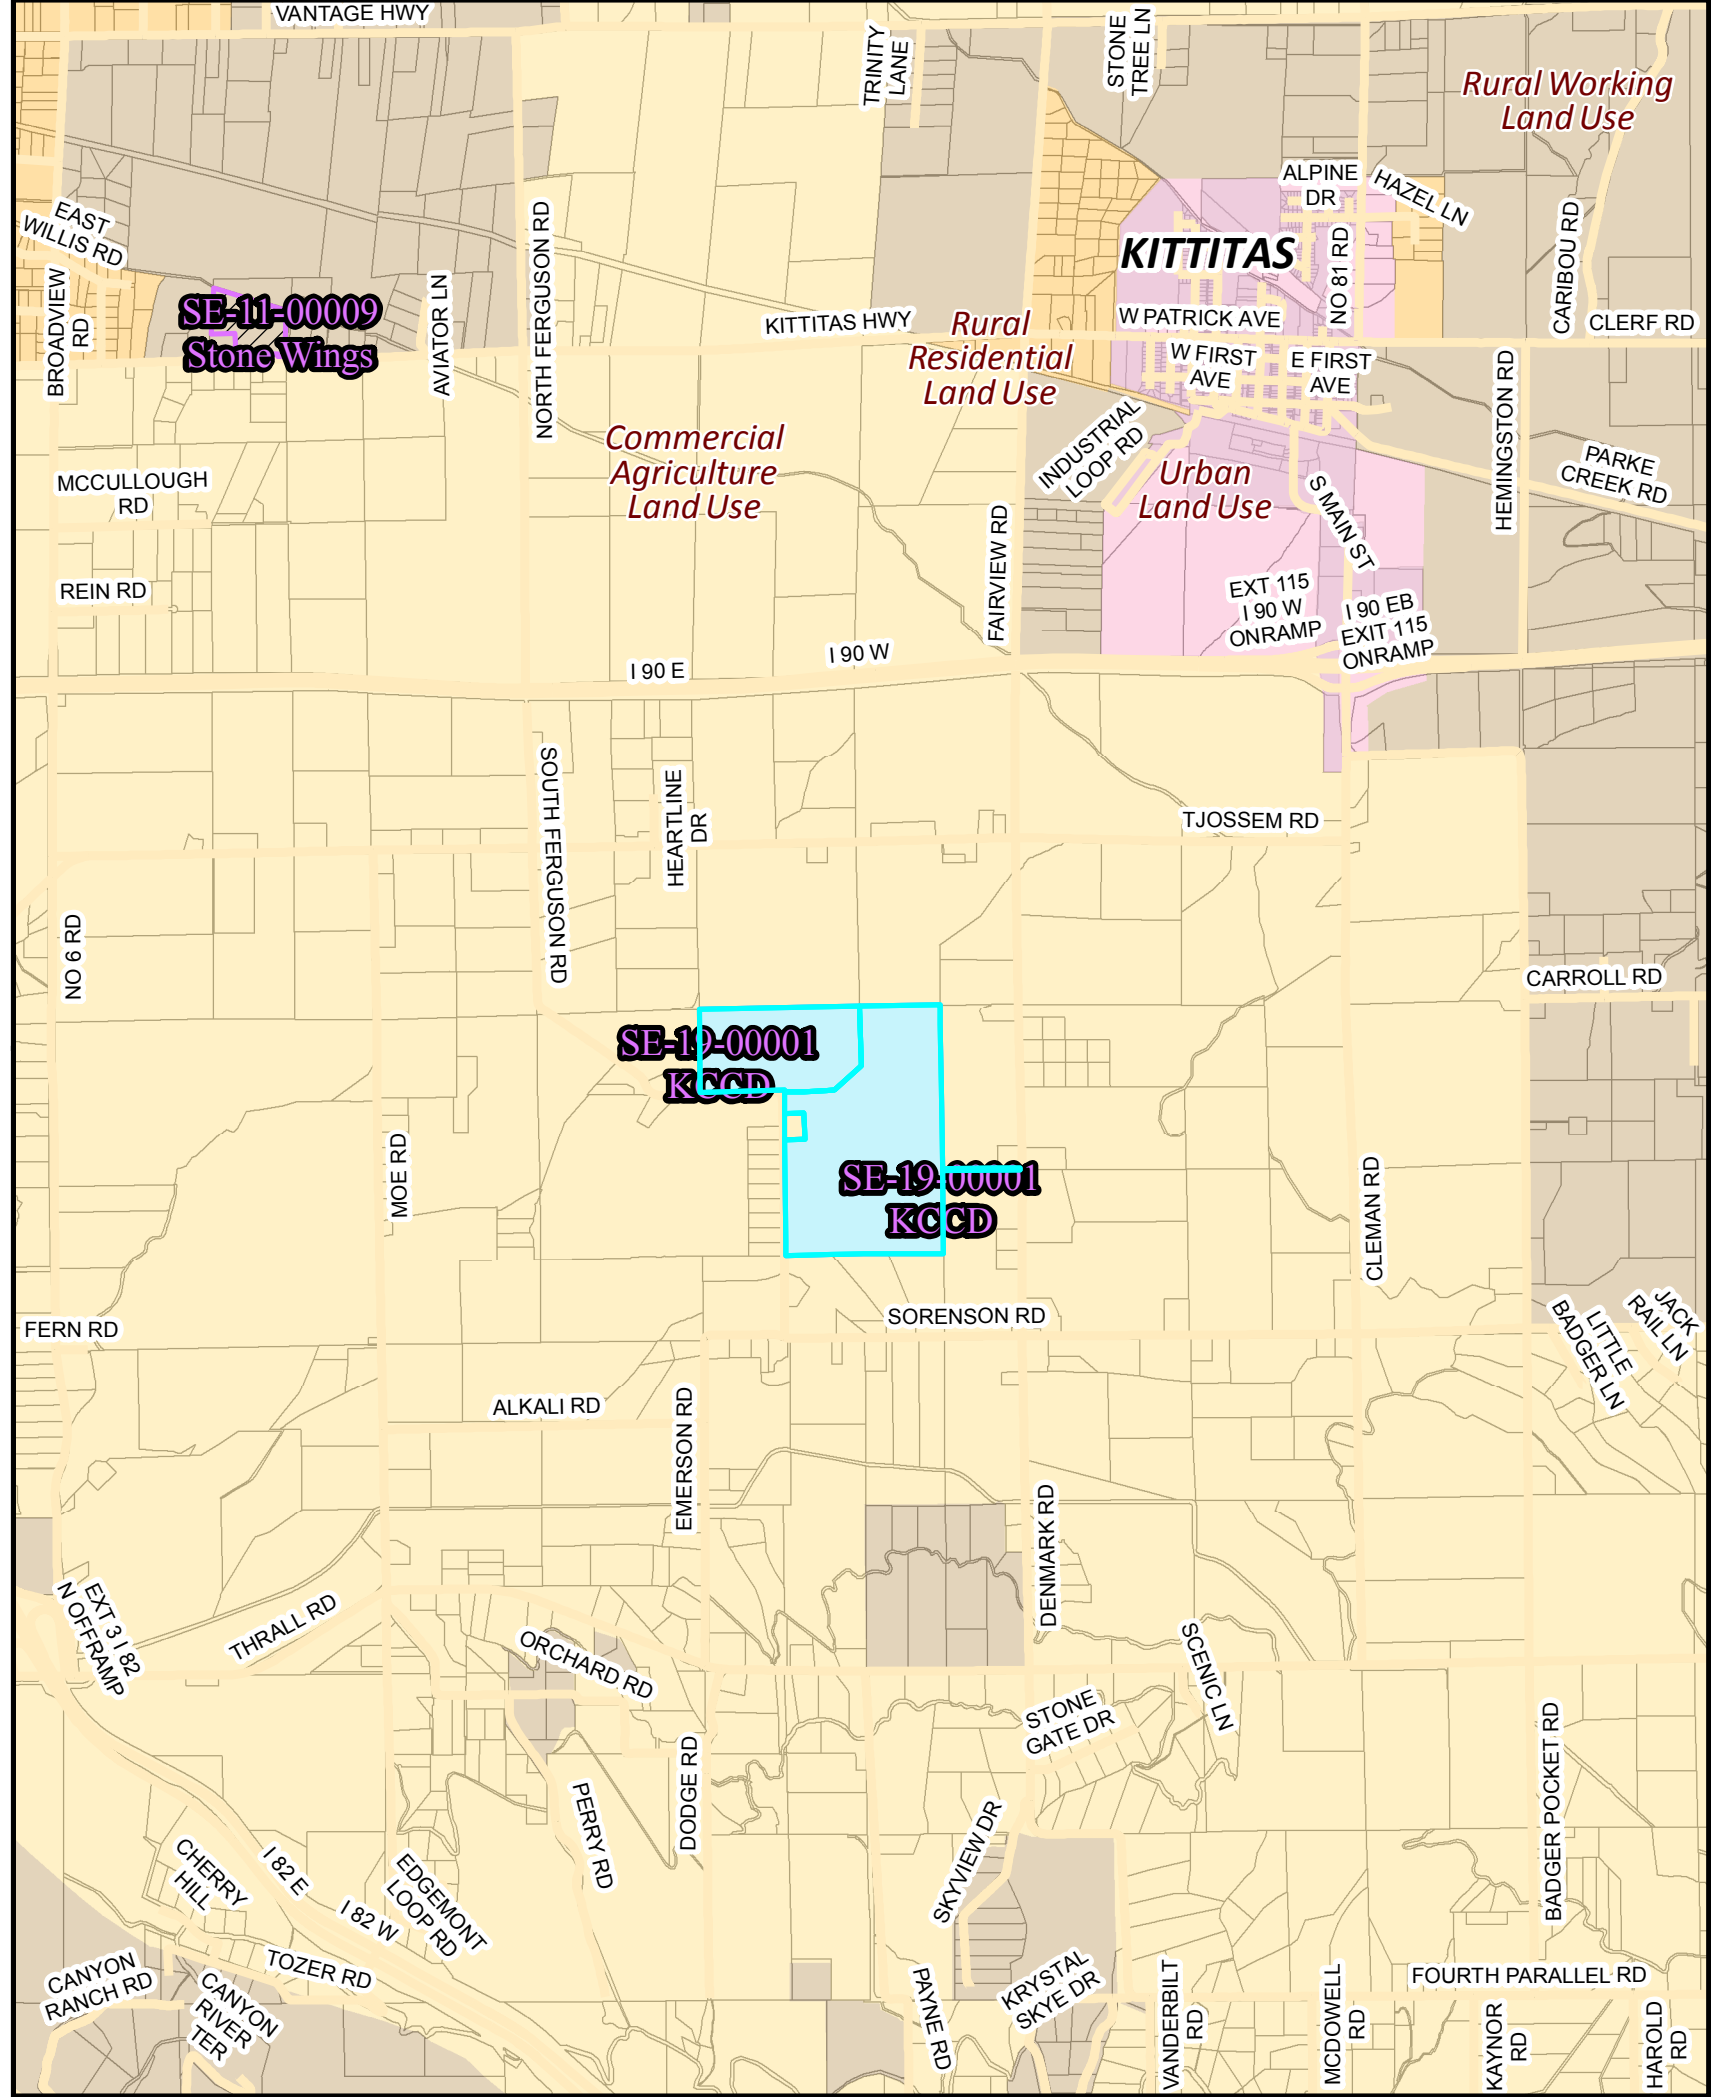 VANTAGE HWY
TRINITY
LANE
STONE
TREE LN
Rural Working
Land Use
ALPINE
DR
HAZEL LN
EAST
WILLIS RD
NORTH FERGUSON RD
KITTITAS
NO 81 RD
CARIBOU RD
BROADVIEW
RD
SE-11-00009
Stone Wings
AVIATOR LN
KITTITAS HWY
Rural
Residential
Land Use
W PATRICK AVE
CLERF RD
W FIRST
AVE
E FIRST
AVE
HEMINGSTON RD
Commercial
Agriculture
Land Use
INDUSTRIAL
LOOP RD
Urban
Land Use
PARKE
CREEK RD
MCCULLOUGH
RD
S MAIN ST
FAIRVIEW RD
REIN RD
EXT 115
I 90 W
ONRAMP
I 90 EB
EXIT 115
ONRAMP
I 90 E
I 90 W
SOUTH FERGUSON RD
HEARTLINE
DR
TJOSSEM RD
NO 6 RD
CARROLL RD
SE-19-00001
KCCD
MOE RD
SE-19-00001
KCCD
CLEMAN RD
FERN RD
SORENSON RD
LITTLE
BADGER LN
JACK
RAIL LN
ALKALI RD
EMERSON RD
DENMARK RD
EXT 3 I 82
N OFFRAMP
THRALL RD
ORCHARD RD
SCENIC LN
STONE
GATE DR
DODGE RD
PERRY RD
BADGER POCKET RD
SKYVIEW DR
CHERRY
HILL
I 82 E
I 82 W
EDGEMONT
LOOP RD
CANYON
RANCH RD
TOZER RD
CANYON
RIVER
TER
PAYNE RD
KRYSTAL
SKYE DR
VANDERBILT
RD
MCDOWELL
RD
FOURTH PARALLEL RD
KAYNOR
RD
HAROLD
RD